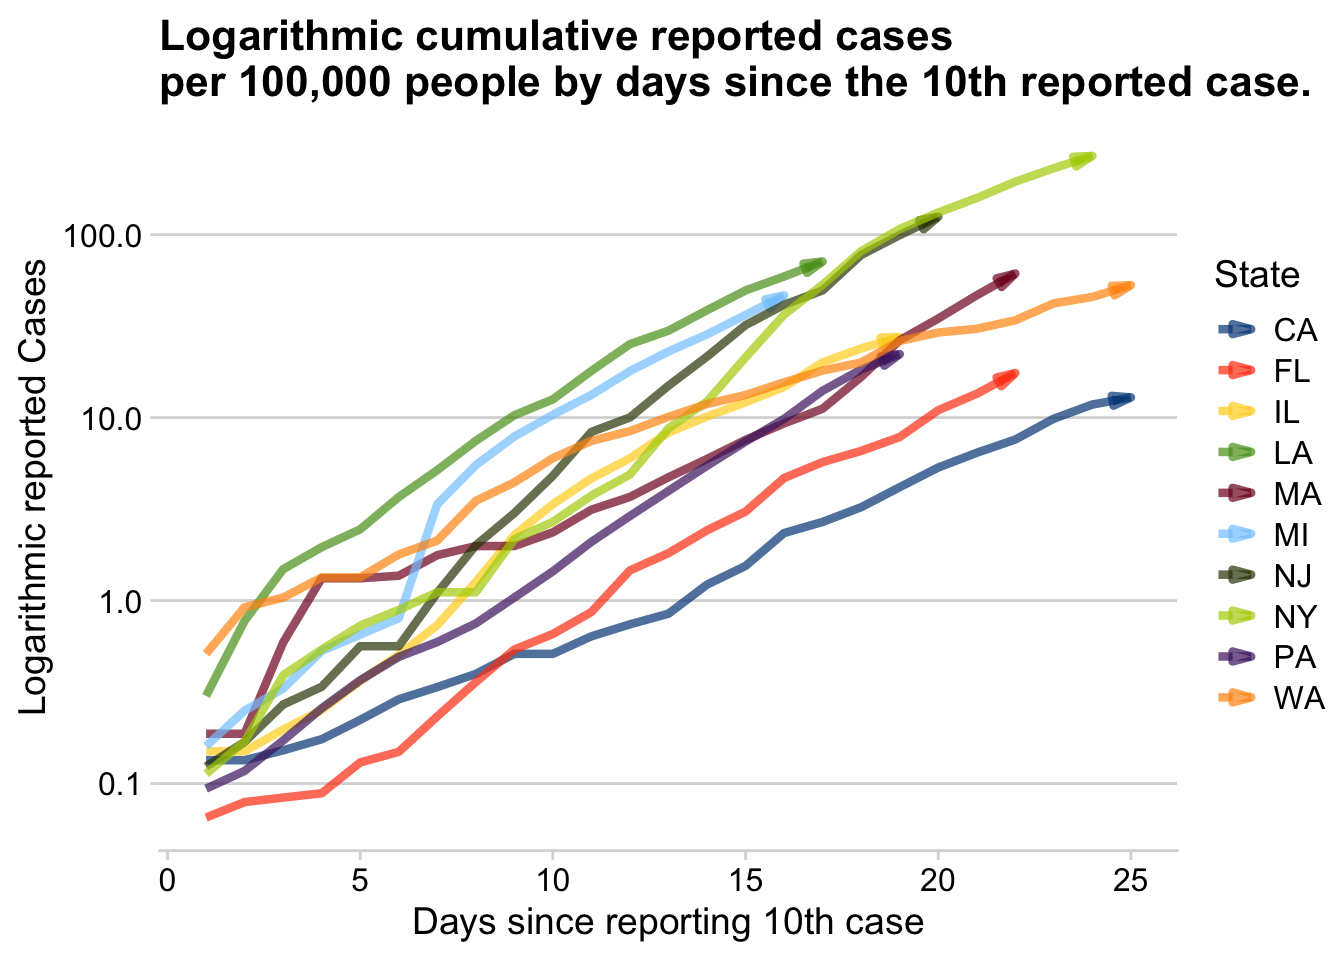 Logarithmic cumulative reported cases
per 100,000 people by days since the 10th reported case.
Logarithmic reported Cases
100.0
10.0
1.0
0.1
0 5 10 15 20 25
Days since reporting 10th case
State
CA
FL
IL
LA
MA
MI
NJ
NY
PA
WA